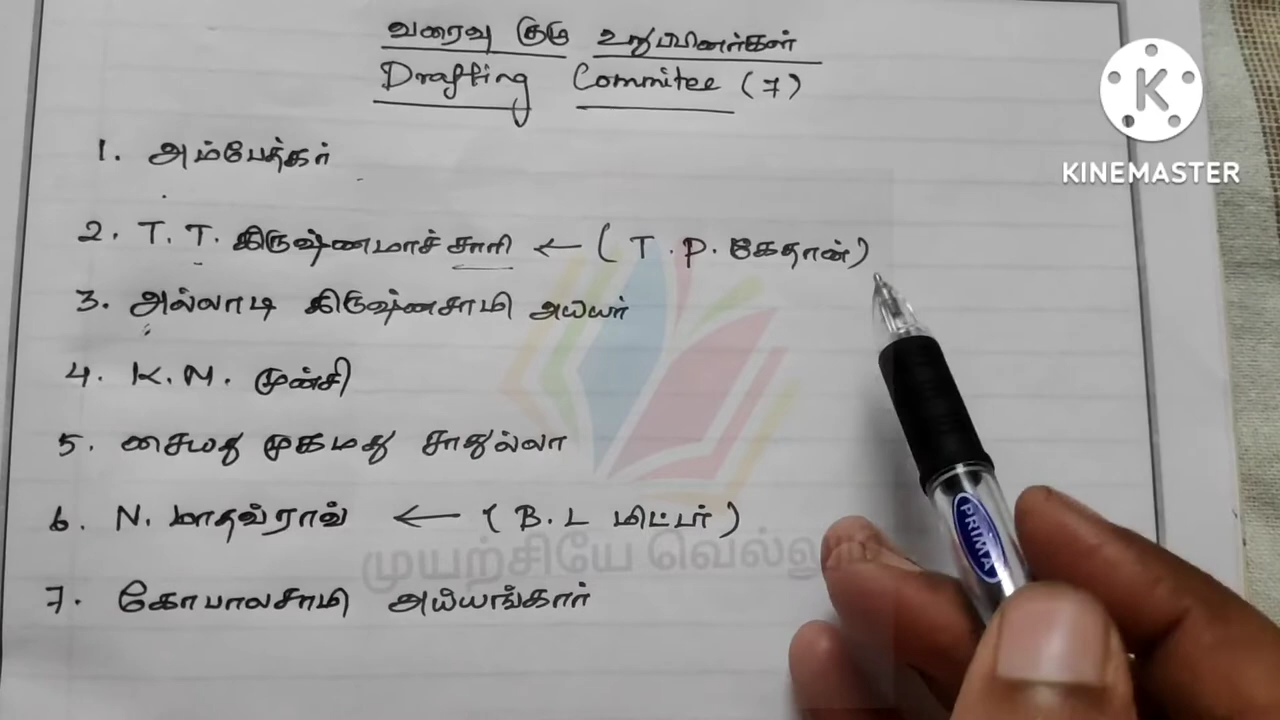 வரைவு குழு உறுப்பினர்கள்
Drafting Commitee (7)
1. அம்பேத்கர்
2. T. T. கிருஷ்ணமாச்சாரி ← ( T. P. கேதான்)
3. அல்லாடி கிருஷ்ணசாமி அய்யர்
4. K. M. முன்சி
5. சையது முகமது சாதுல்லா
6. N. மாதவ்ராவ் ← ( B. L மிட்டர் )
7. கோபாலசாமி அய்யங்கார்
K
KINEMASTER
முயற்சியே வெல்லும்
PRIMA